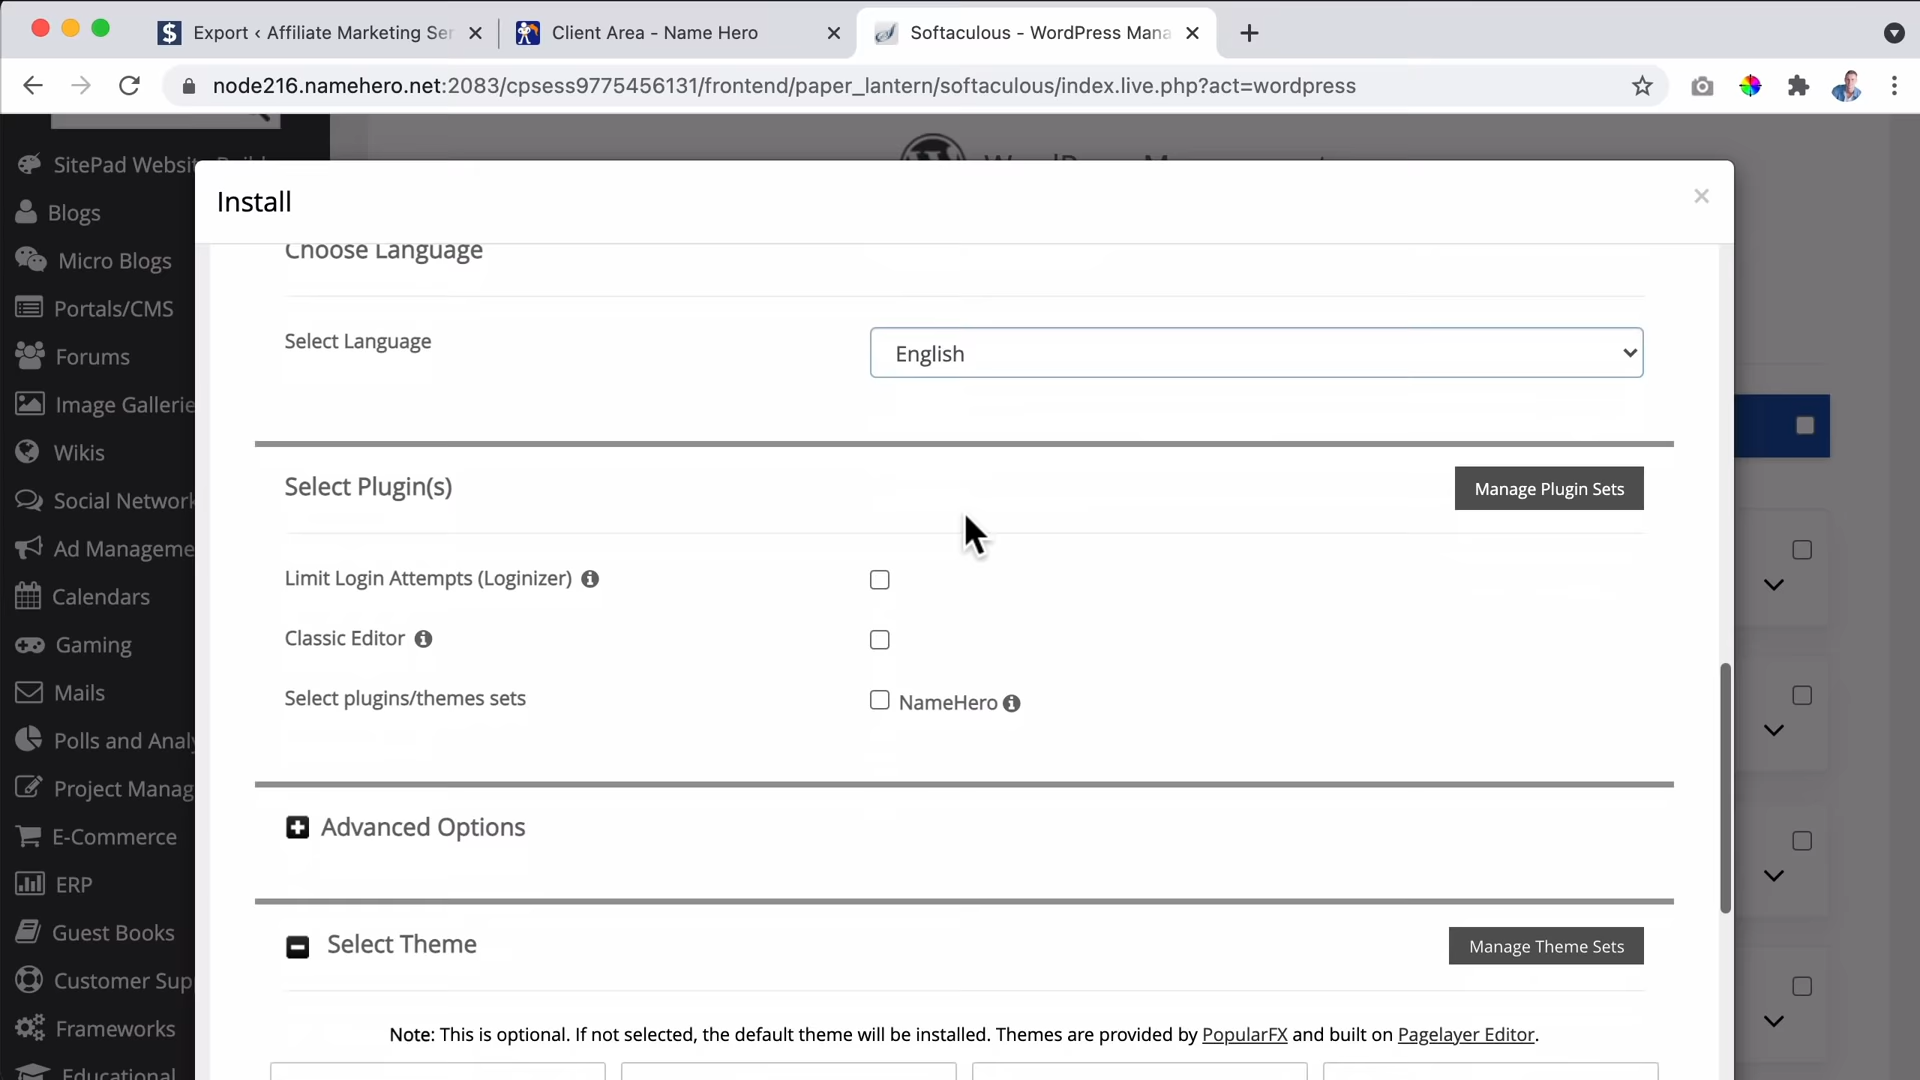 Export ‹ Affiliate Marketing Ser
Client Area - Name Hero
Softaculous - WordPress Mana
node216.namehero.net:2083/cpsess9775456131/frontend/paper_lantern/softaculous/index.live.php?act=wordpress
SitePad
Blogs
Micro Blogs
Portals/CMS
Forums
Image Gallerie
Wikis
Social Network
Ad Manageme
Calendars
Gaming
Mails
Polls and Analy
Project Manag
E-Commerce
ERP
Guest Books
Customer Sup
Frameworks
Educational
Install
Choose Language
Select Language
English
Select Plugin(s)
Manage Plugin Sets
Limit Login Attempts (Loginizer)
Classic Editor
Select plugins/themes sets
NameHero
Advanced Options
Select Theme
Manage Theme Sets
Note: This is optional. If not selected, the default theme will be installed. Themes are provided by PopularFX and built on Pagelayer Editor.